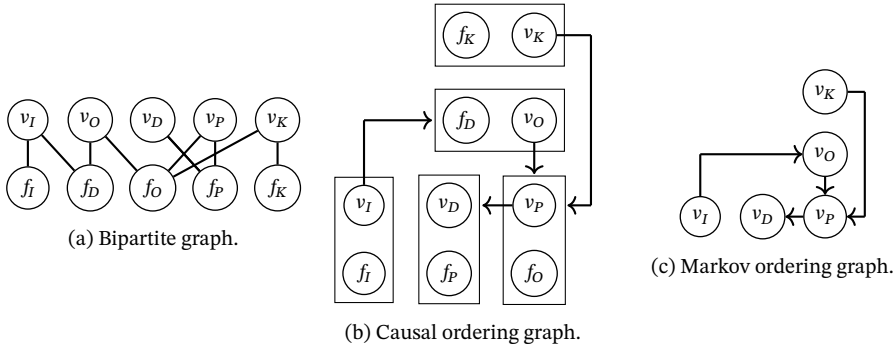 v_I v_O v_D v_P v_K
f_I f_D f_O f_P f_K
(a) Bipartite graph.
f_K v_K
f_D v_O
v_I v_D v_P
f_I f_P f_O
(b) Causal ordering graph.
v_K
v_O
v_I v_D v_P
(c) Markov ordering graph.